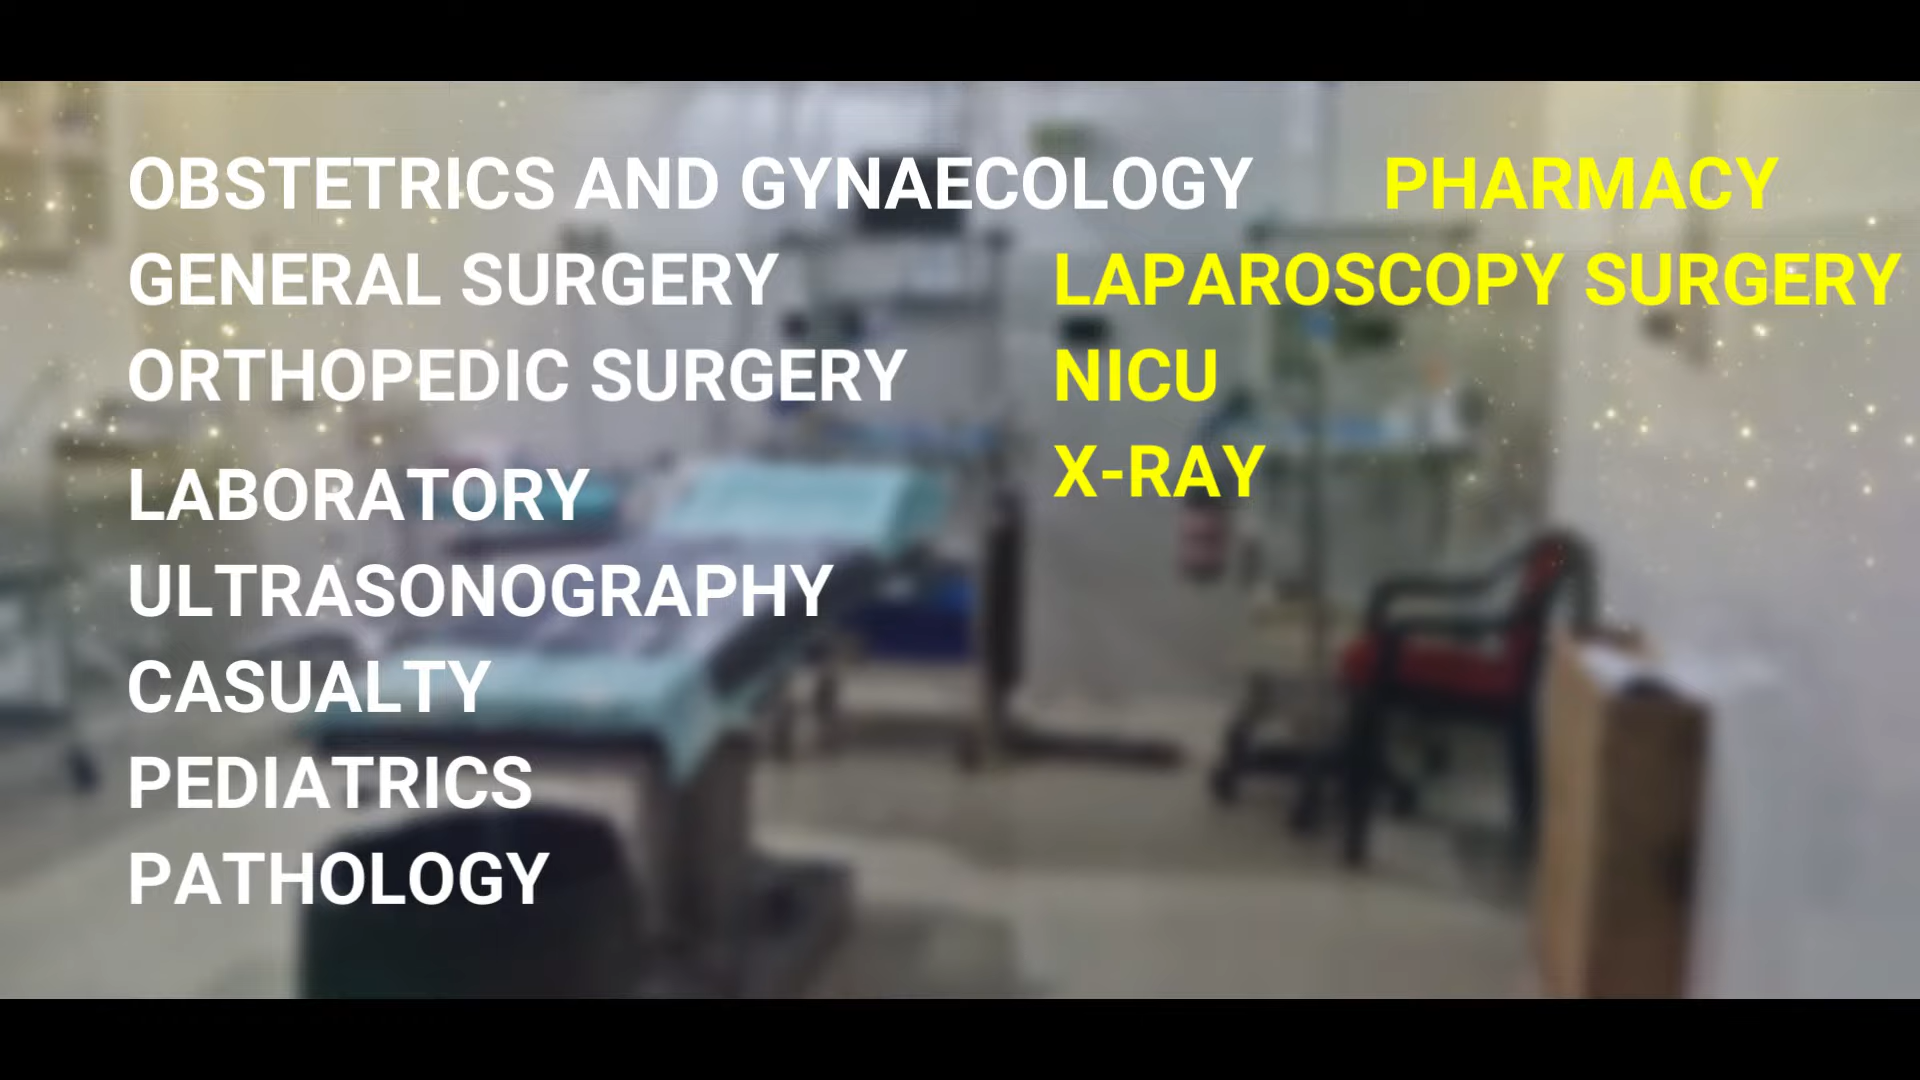 OBSTETRICS AND GYNAECOLOGY
GENERAL SURGERY
ORTHOPEDIC SURGERY
LABORATORY
ULTRASONOGRAPHY
CASUALTY
PEDIATRICS
PATHOLOGY
PHARMACY
LAPAROSCOPY SURGERY
NICU
X-RAY